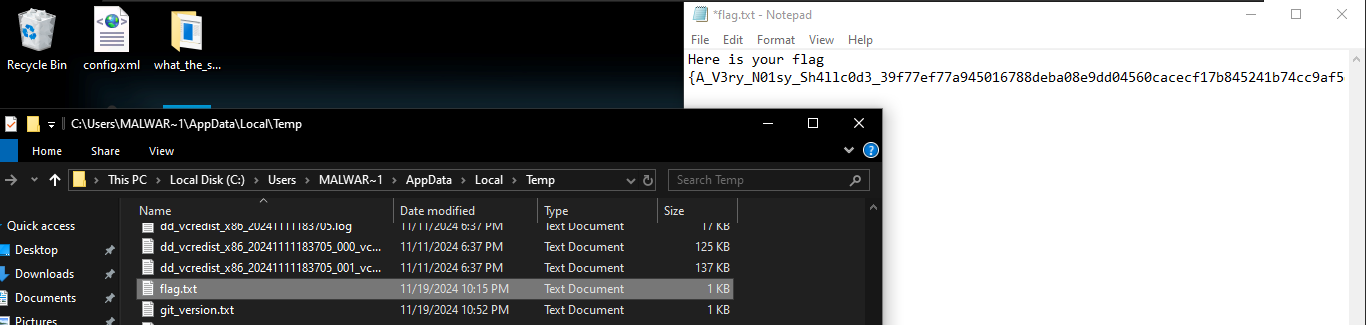 *flag.txt - Notepad
File Edit Format View Help
Here is your flag
{A_V3ry_N01sy_Sh4llc0d3_39f77ef77a945016788deba08e9dd04560cacecf17b845241b74cc9af5
Recycle Bin
config.xml
what_the_s...
C:\Users\MALWAR~1\AppData\Local\Temp
Home Share View
This PC Local Disk (C:) Users MALWAR~1 AppData Local Temp
Search Temp
Name Date modified Type Size
Quick access
Desktop
Downloads
Documents
Pictures
dd_vcredist_x86_20241111183705.log 11/11/2024 6:37 PM Text Document 17 KB
dd_vcredist_x86_20241111183705_000_vc... 11/11/2024 6:37 PM Text Document 125 KB
dd_vcredist_x86_20241111183705_001_vc... 11/11/2024 6:37 PM Text Document 137 KB
flag.txt 11/19/2024 10:15 PM Text Document 1 KB
git_version.txt 11/19/2024 10:52 PM Text Document 1 KB